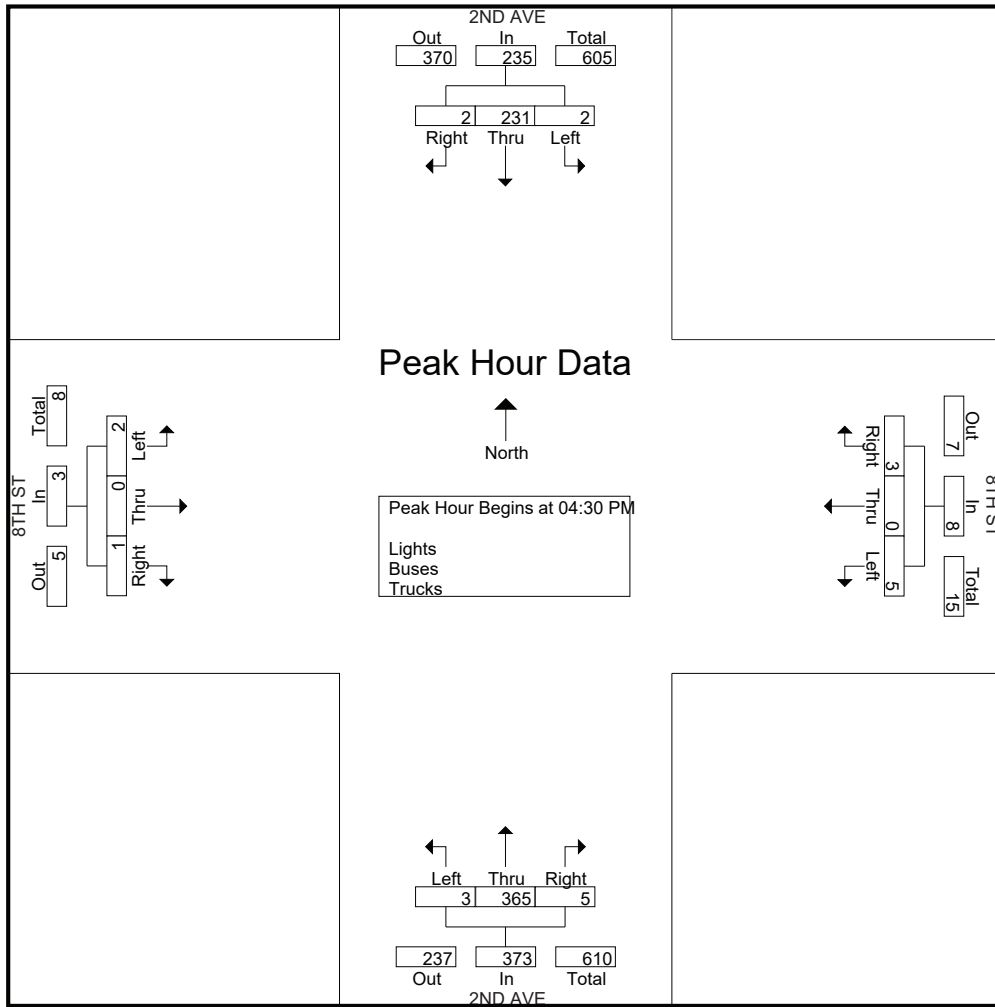 2ND AVE
Out In Total
370 235 605
2 231 2
Right Thru Left
Peak Hour Data
North
Peak Hour Begins at 04:30 PM
Lights
Buses
Trucks
8TH ST
Out In Total
5 3 8
Left Thru Right
2 0 1
8TH ST
Out In Total
7 8 15
Right Thru Left
3 0 5
Left Thru Right
3 365 5
237 373 610
Out In Total
2ND AVE